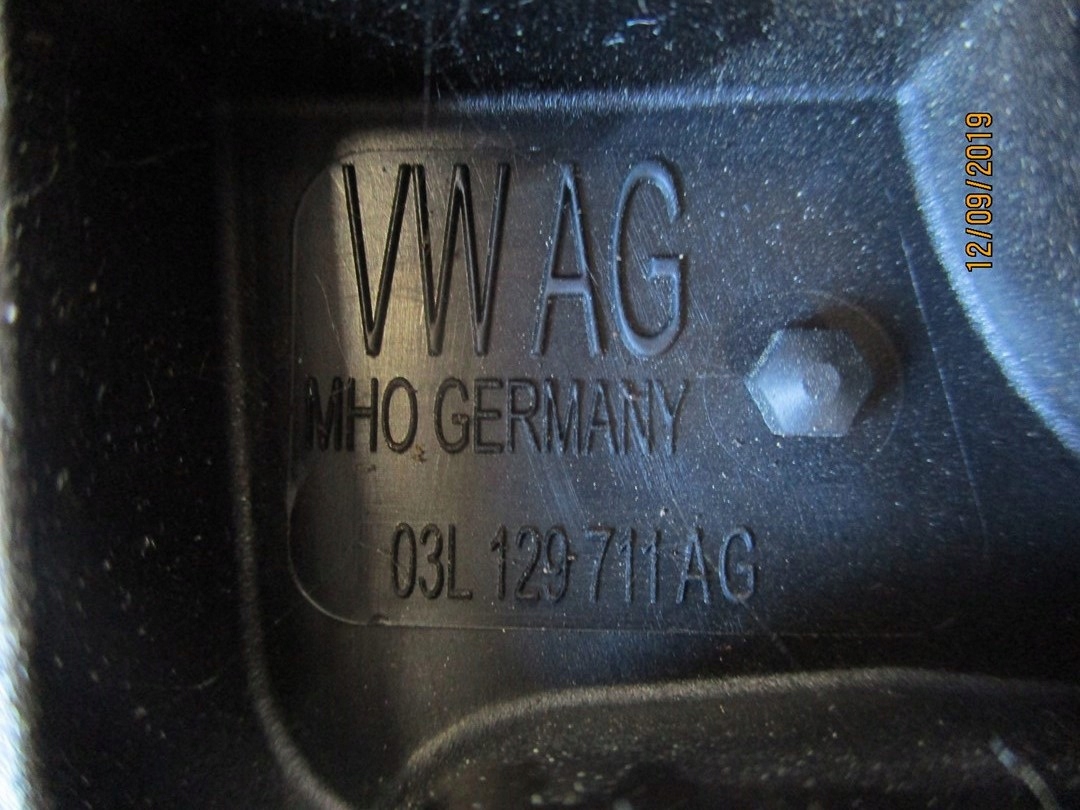 VW AG
MHO GERMANY
03L 129 711 AG
12/09/2019